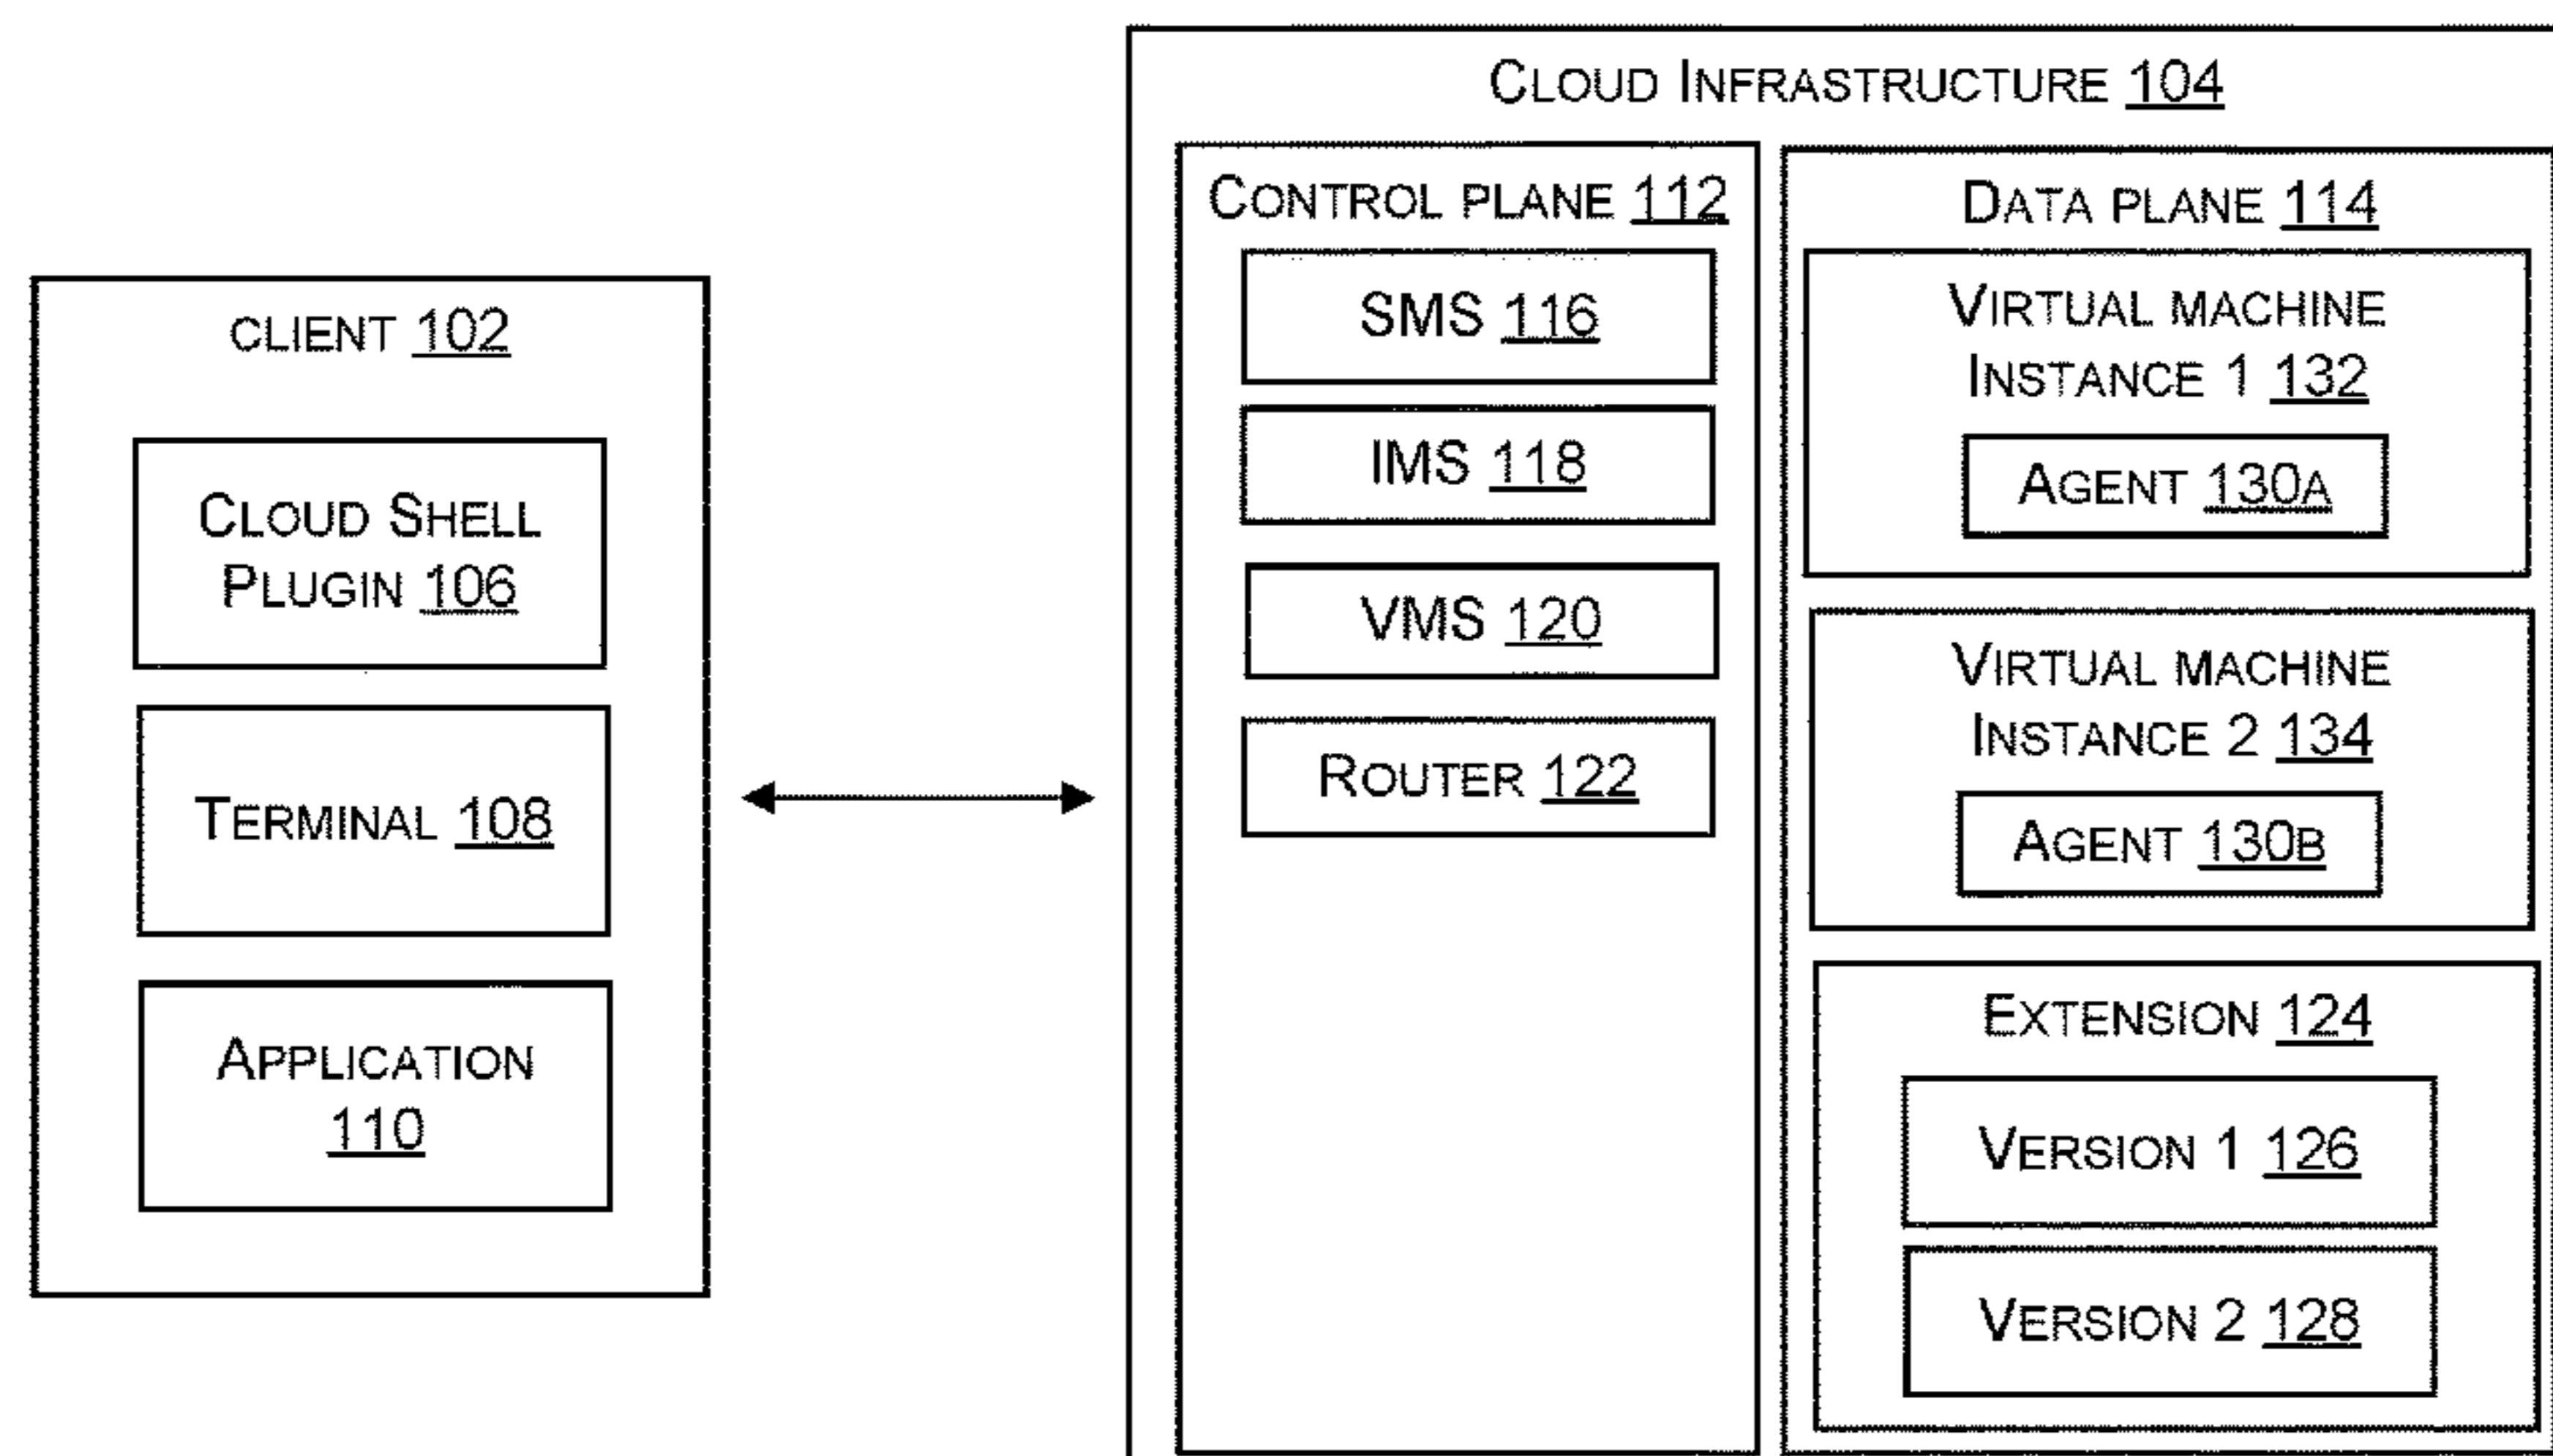 CLIENT 102
CLOUD SHELL
PLUGIN 106
TERMINAL 108
APPLICATION
110
CLOUD INFRASTRUCTURE 104
CONTROL PLANE 112
SMS 116
IMS 118
VMS 120
ROUTER 122
DATA PLANE 114
VIRTUAL MACHINE
INSTANCE 1 132
AGENT 130A
VIRTUAL MACHINE
INSTANCE 2 134
AGENT 130B
EXTENSION 124
VERSION 1 126
VERSION 2 128